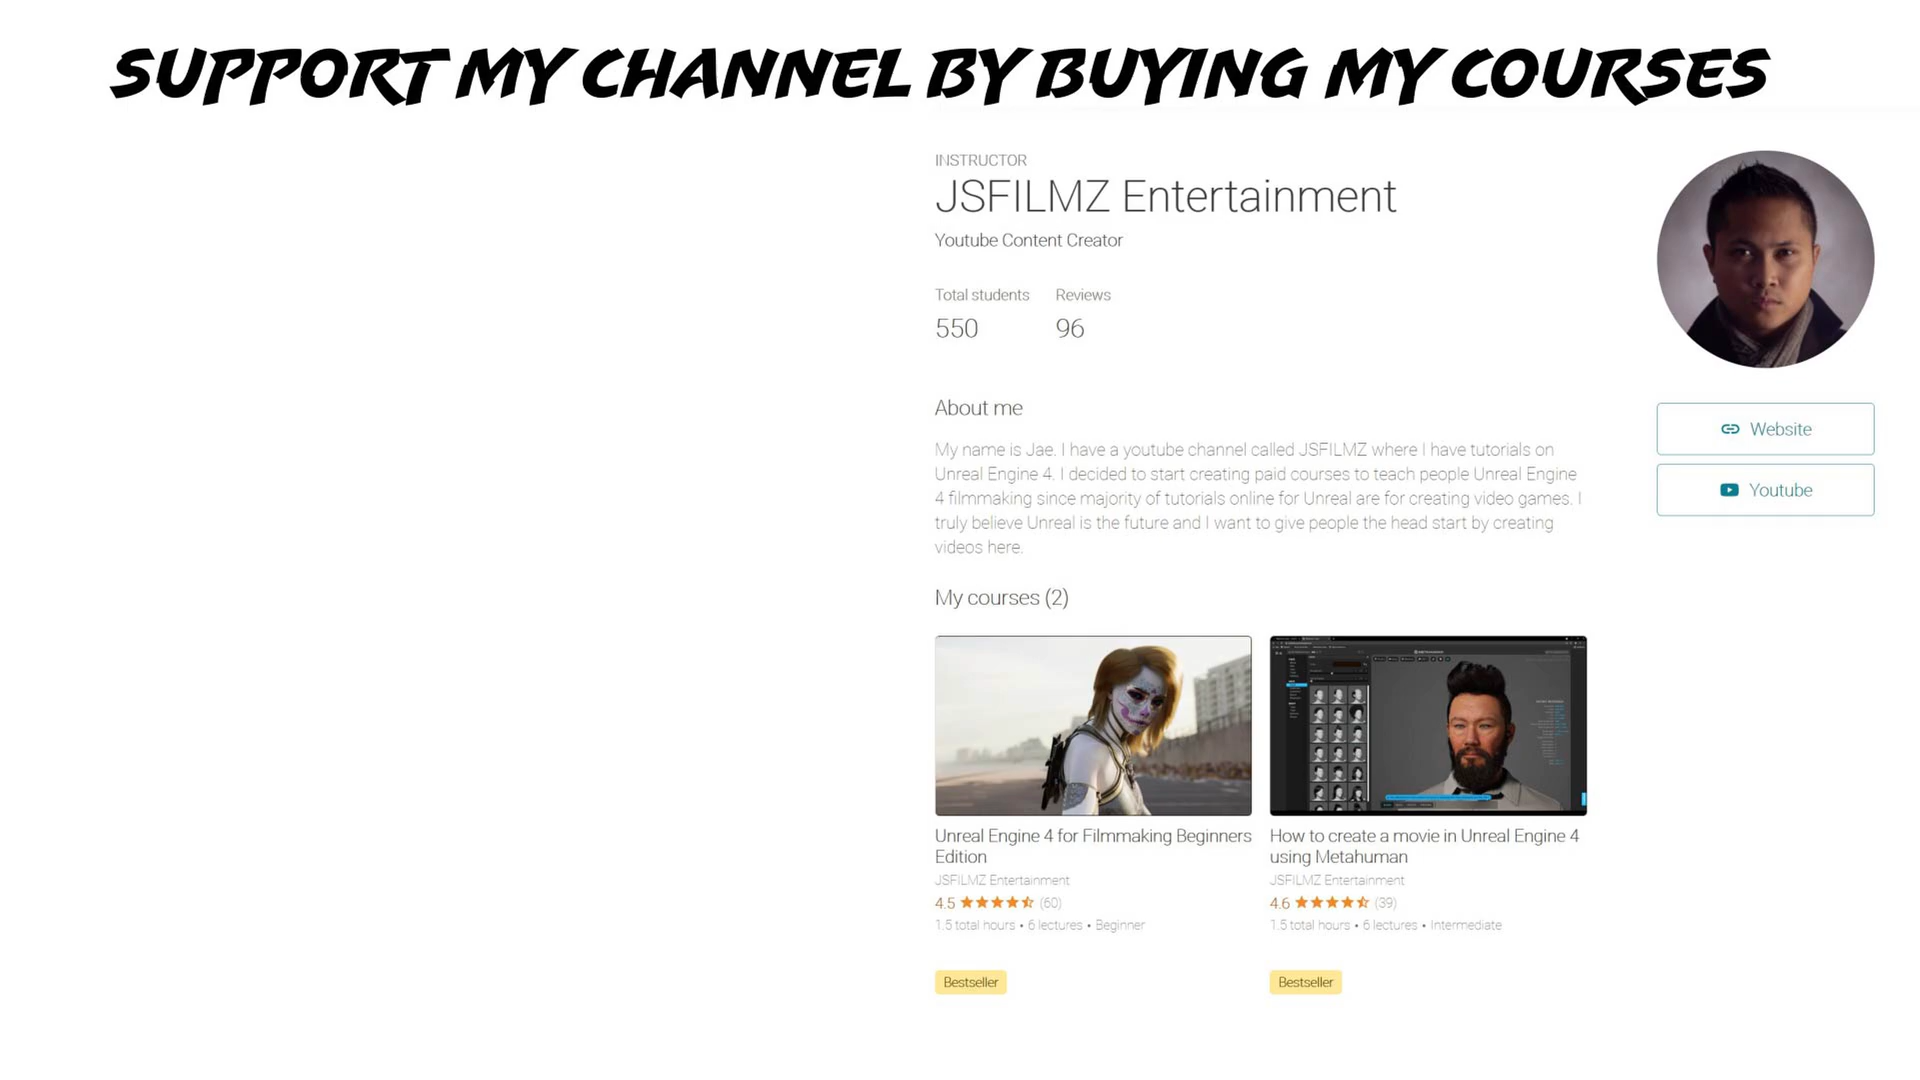 SUPPORT MY CHANNEL BY BUYING MY COURSES
INSTRUCTOR
JSFILMZ Entertainment
Youtube Content Creator
Total students
Reviews
550
96
About me
My name is Jae. I have a youtube channel called JSFILMZ where I have tutorials on
Unreal Engine 4. I decided to start creating paid courses to teach people Unreal Engine
4 filmmaking since majority of tutorials online for Unreal are for creating video games. I
truly believe Unreal is the future and I want to give people the head start by creating
videos here.
Website
Youtube
My courses (2)
Unreal Engine 4 for Filmmaking Beginners
Edition
JSFILMZ Entertainment
4.5 (60)
1.5 total hours • 6 lectures • Beginner
Bestseller
How to create a movie in Unreal Engine 4
using Metahuman
JSFILMZ Entertainment
4.6 (39)
1.5 total hours • 6 lectures • Intermediate
Bestseller